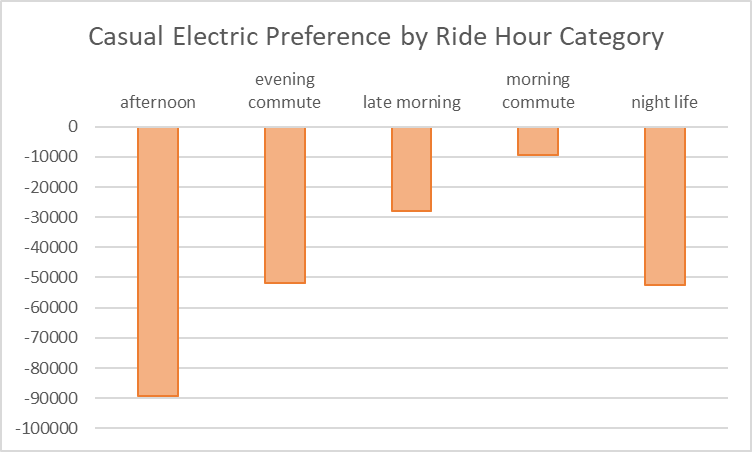 Casual Electric Preference by Ride Hour Category
afternoon
evening
commute
late morning
morning
commute
night life
0
-10000
-20000
-30000
-40000
-50000
-60000
-70000
-80000
-90000
-100000